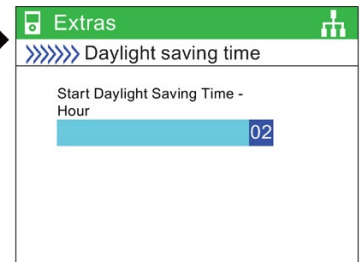 Extras
Daylight saving time
Start Daylight Saving Time -
Hour
02